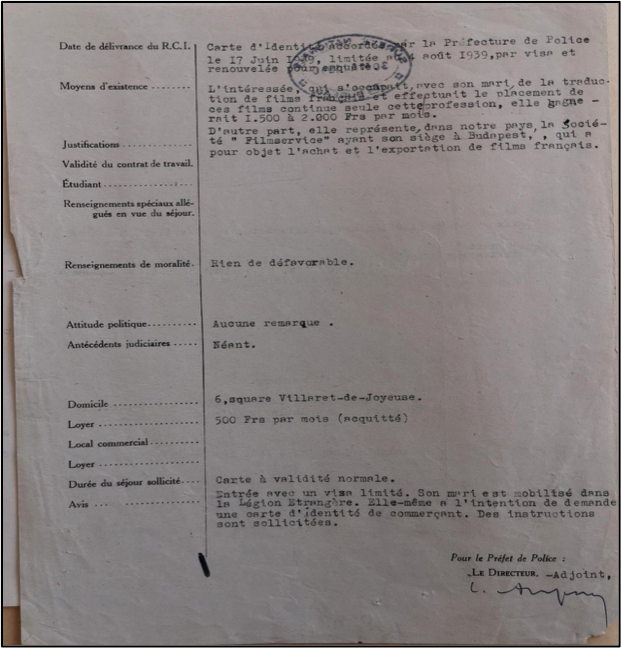 Date de délivrance du R.C.I. Carte d'Identité accordée par la Préfecture de Police
le 17 Juin limitée au 4 août 1939, par visa et
renouvelée pour enquête.
Moyens d'existence L'intéressée, qui s'occupait, avec son mari, de la traduc-
tion de films français et effectuait le placement de
ces films continue seule cette profession, elle gagne -
rait I.500 à 2.000 Frs par mois.
D'autre part, elle représente, dans notre pays, la Socié-
Justifications té " Filmservice" ayant son siège à Budapest, , qui a
pour objet l'achat et l'exportation de films français.
Validité du contrat de travail.
Étudiant
Renseignements spéciaux allé-
gués en vue du séjour.
Renseignements de moralité. Rien de défavorable.
Attitude politique Aucune remarque .
Antécédents judiciaires Néant.
Domicile 6,square Villaret-de-Joyeuse.
Loyer 500 Frs par mois (acquitté)
Local commercial
Loyer
Durée du séjour sollicité Carte à validité normale.
Avis Entrée avec un visa limité. Son mari est mobilisé dans
la Légion Etrangère. Elle-même a l'intention de demande
une carte d'identité de commerçant. Des instructions
sont sollicitées.
Pour le Préfet de Police :
LE DIRECTEUR, -Adjoint,